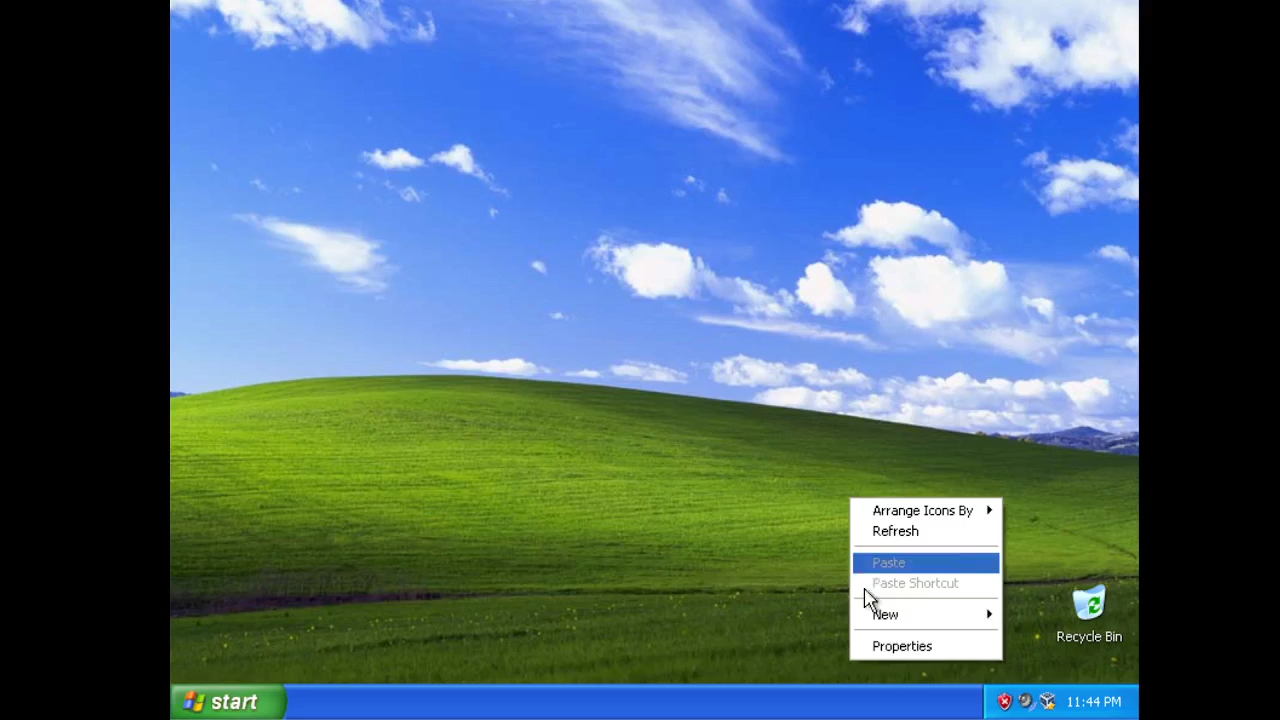 Arrange Icons By
Refresh
Paste
Paste Shortcut
New
Properties
Recycle Bin
start
11:44 PM